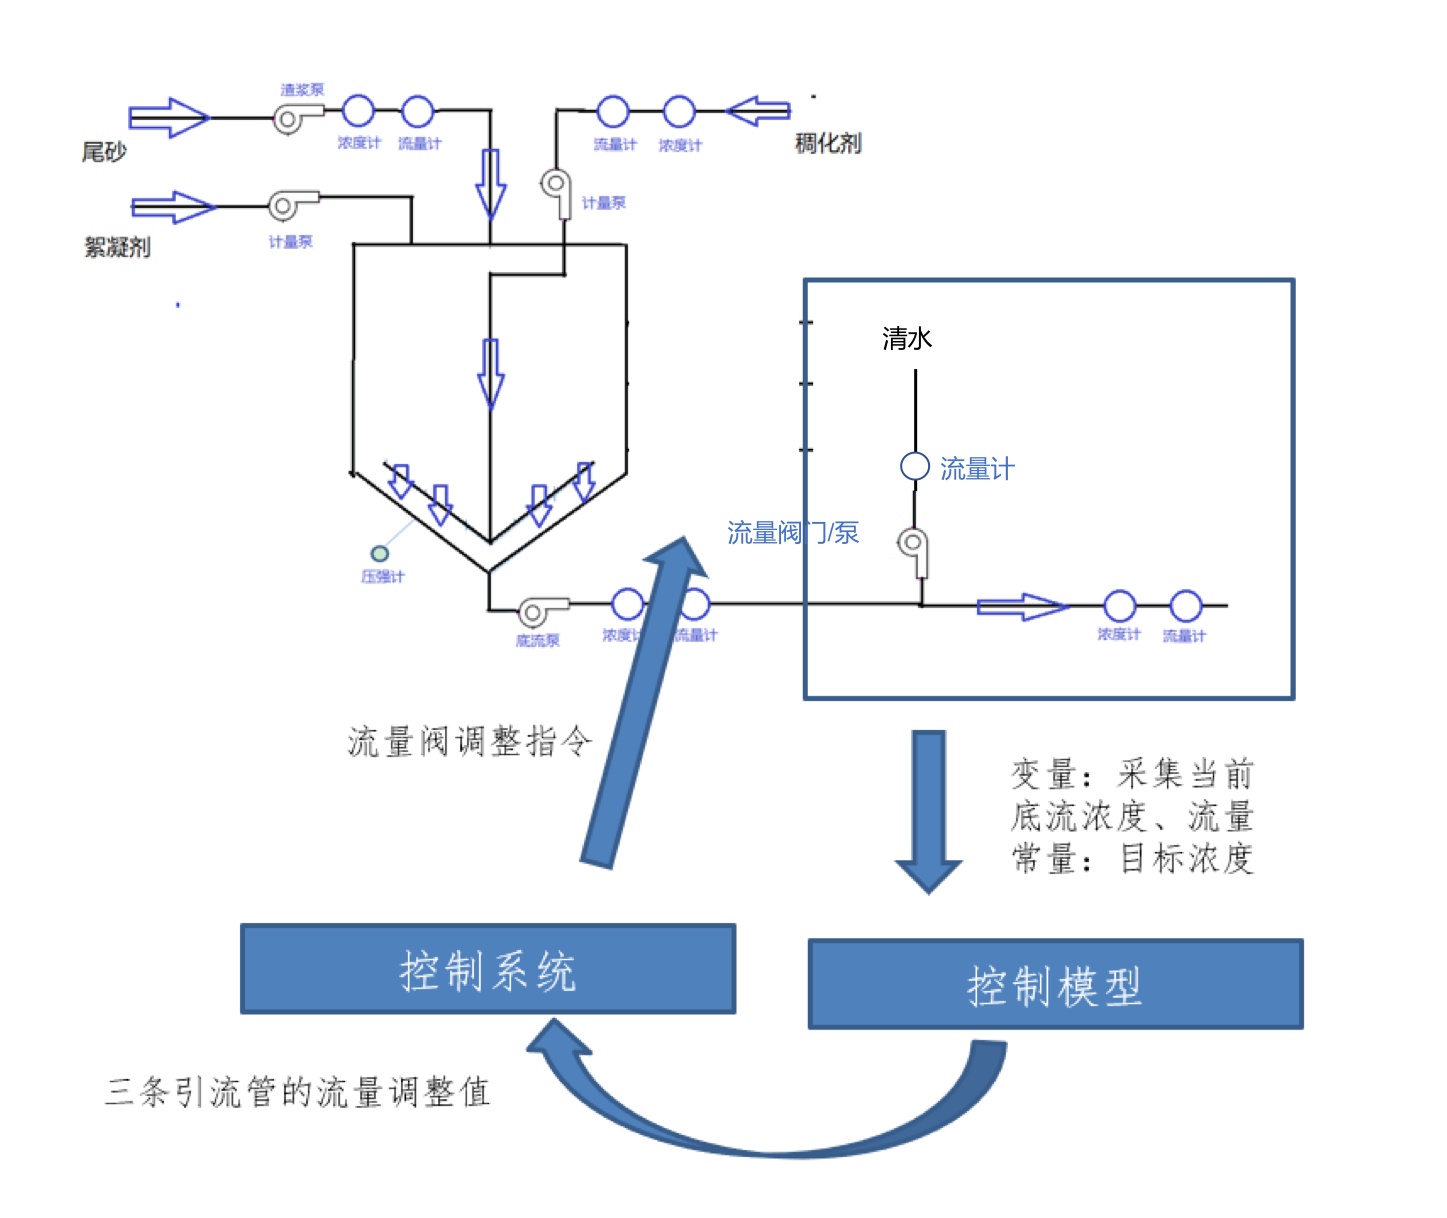 渣浆泵
浓度计
流量计
尾砂
流量计
浓度计
稠化剂
计量泵
絮凝剂
计量泵
清水
流量计
流量阀门/泵
压强计
底流泵
浓度计
流量计
浓度计
流量计
流量阀调整指令
变量：采集当前
底流浓度、流量
常量：目标浓度
控制系统
控制模型
三条引流管的流量调整值